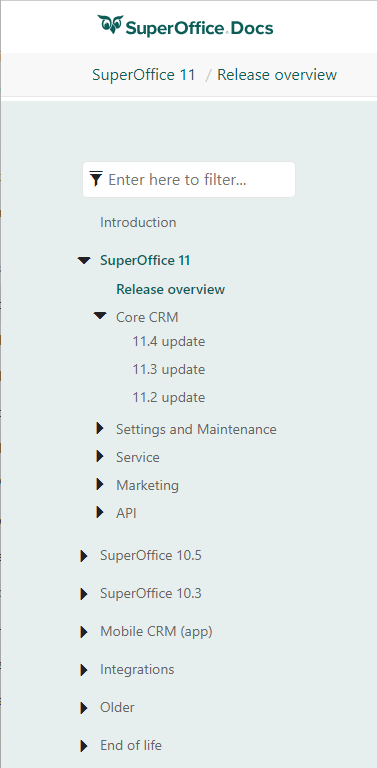 SuperOffice.Docs
SuperOffice 11 / Release overview
Enter here to filter...
Introduction
SuperOffice 11
Release overview
Core CRM
11.4 update
11.3 update
11.2 update
Settings and Maintenance
Service
Marketing
API
SuperOffice 10.5
SuperOffice 10.3
Mobile CRM (app)
Integrations
Older
End of life